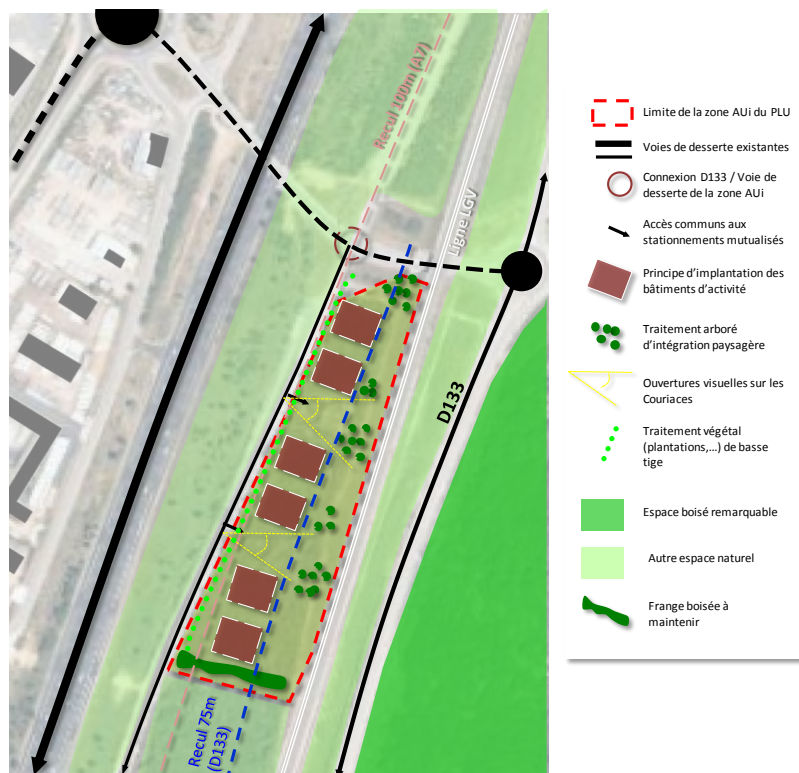 Recul 100m (A7)
Ligne LGV
D133
Recul 75m
(D133)
Limite de la zone AUi du PLU
Voies de desserte existantes
Connexion D133 / Voie de
desserte de la zone AUi
Accès communs aux
stationnements mutualisés
Principe d'implantation des
bâtiments d'activité
Traitement arboré
d'intégration paysagère
Ouvertures visuelles sur les
Couriaces
Traitement végétal
(plantations,...) de basse
tige
Espace boisé remarquable
Autre espace naturel
Frange boisée à
maintenir